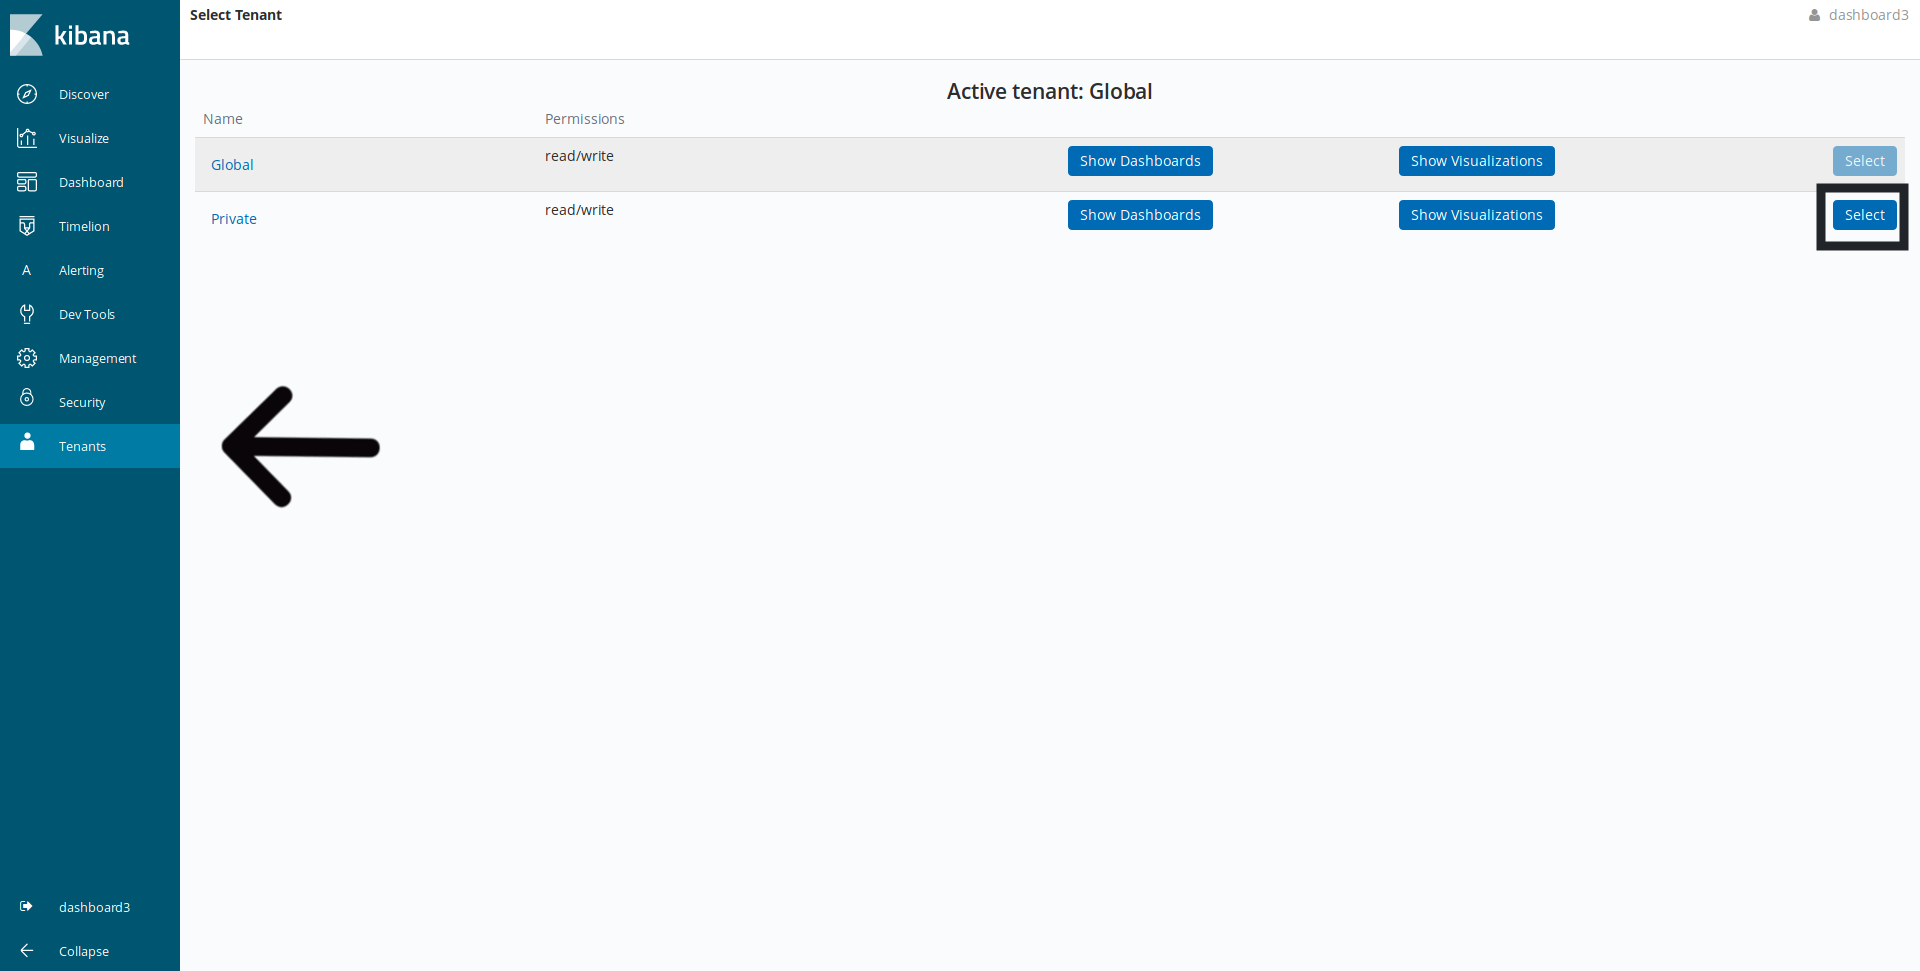 kibana
Discover
Visualize
Dashboard
Timelion
A Alerting
Dev Tools
Management
Security
Tenants
dashboard3
Collapse
Select Tenant
dashboard3
Active tenant: Global
Name Permissions
Global read/write Show Dashboards Show Visualizations Select
Private read/write Show Dashboards Show Visualizations Select